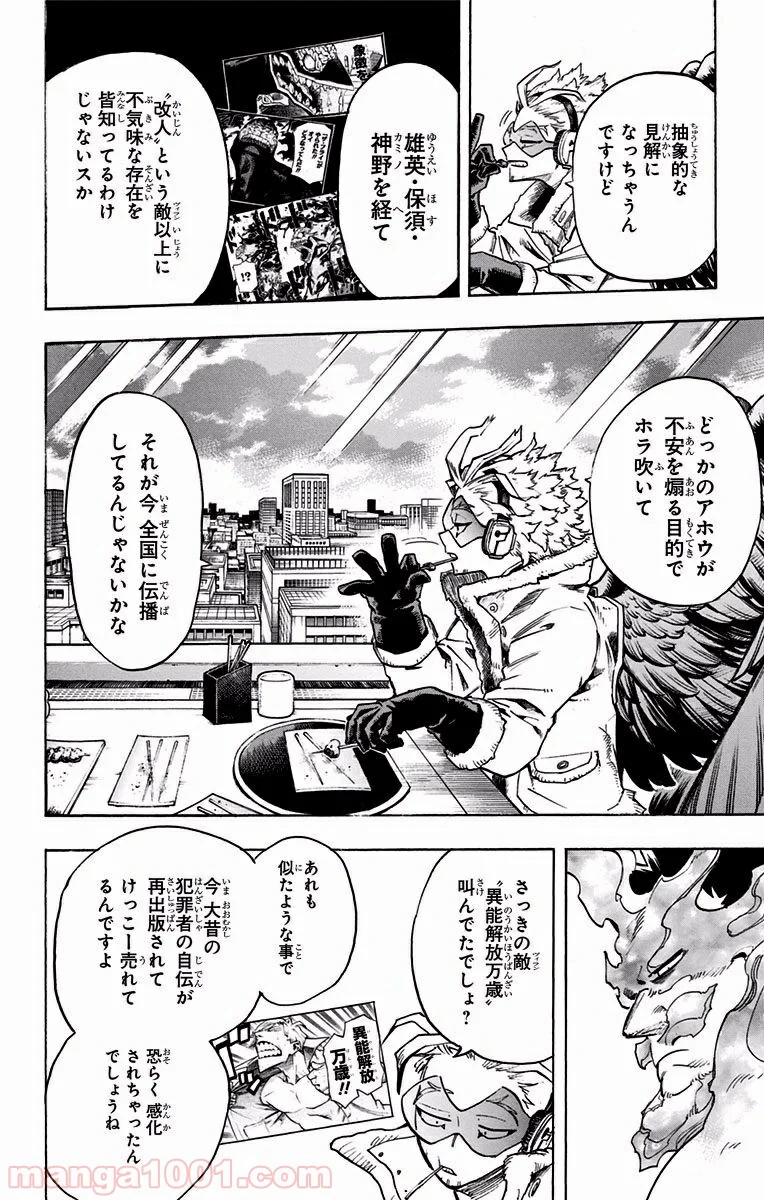 抽象的な
見解に
なっちゃうん
ですけど
雄英・保須・
神野を経て
象徴を
!?
〝改人〟という敵以上に
不気味な存在を
皆知ってるわけ
じゃないスか
どっかのアホウが
不安を煽る目的で
ホラ吹いて
それが今 全国に伝播
してるんじゃないかな
さっきの敵
〝異能解放万歳〟
叫んでたでしょ?
あれも
似たような事で
今 大昔の
犯罪者の自伝が
再出版されて
けっこー売れて
るんですよ
異能解放
万歳!!
恐らく 感化
されちゃったん
でしょうね
manga1001.com